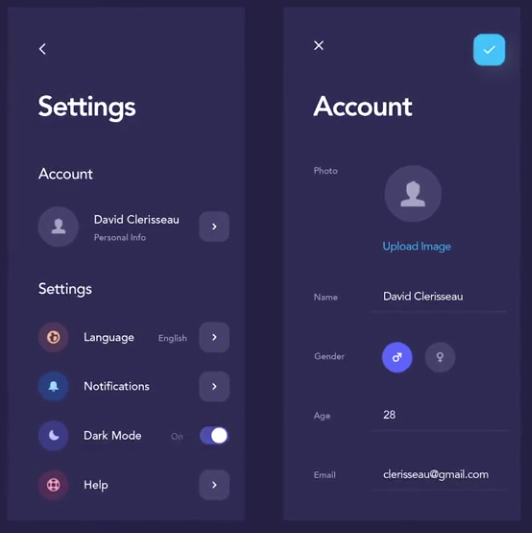 Settings
Account
David Clerisseau
Personal Info
Settings
Language English
Notifications
Dark Mode On
Help
Account
Photo
Upload Image
Name David Clerisseau
Gender
Age 28
Email clerisseau@gmail.com